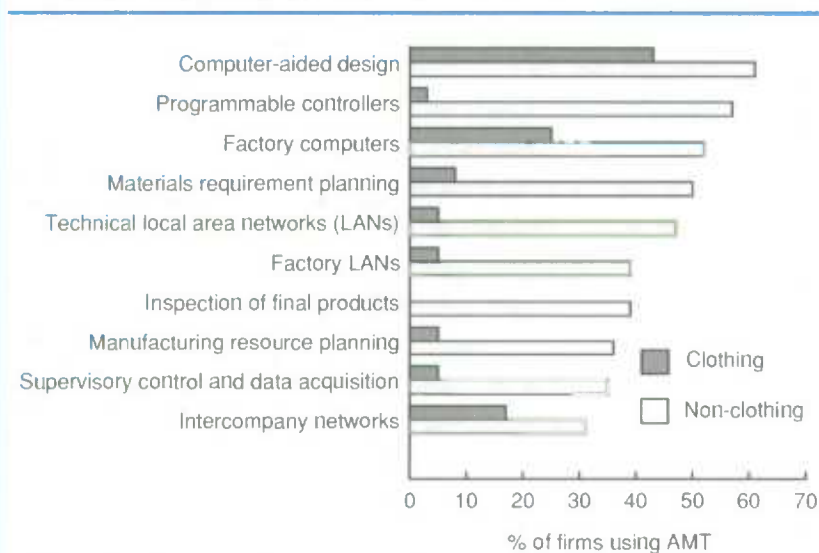 Computer-aided design
Programmable controllers
Factory computers
Materials requirement planning
Technical local area networks (LANs)
Factory LANs
Inspection of final products
Manufacturing resource planning
Supervisory control and data acquisition
Intercompany networks
Clothing
Non-clothing
0 10 20 30 40 50 60 70
% of firms using AMT